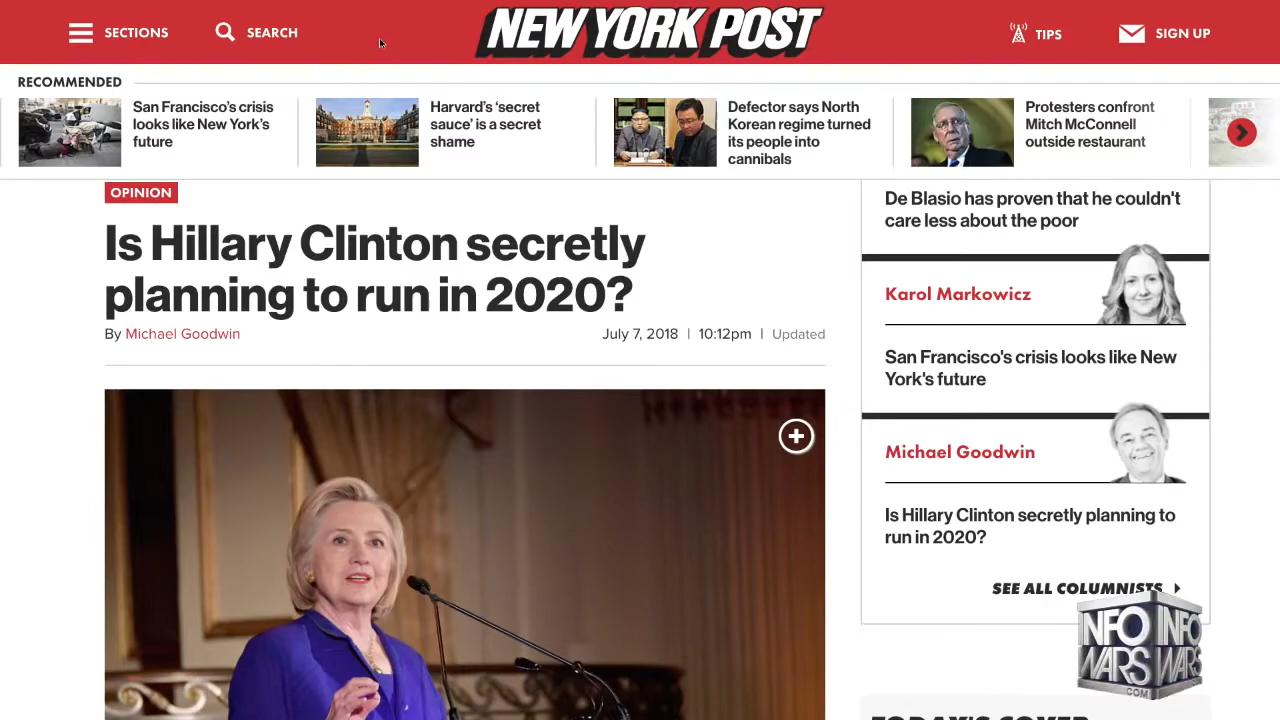 SECTIONS
SEARCH
NEW YORK POST
TIPS
SIGN UP
RECOMMENDED
San Francisco's crisis
looks like New York's
future
Harvard's ‘secret
sauce’ is a secret
shame
Defector says North
Korean regime turned
its people into
cannibals
Protesters confront
Mitch McConnell
outside restaurant
OPINION
Is Hillary Clinton secretly
planning to run in 2020?
By Michael Goodwin
July 7, 2018 | 10:12pm | Updated
De Blasio has proven that he couldn't
care less about the poor
Karol Markowicz
San Francisco's crisis looks like New
York's future
Michael Goodwin
Is Hillary Clinton secretly planning to
run in 2020?
SEE ALL COLUMNISTS
INFO
WARS
.COM
INFO
WARS
TODAY'S COVER